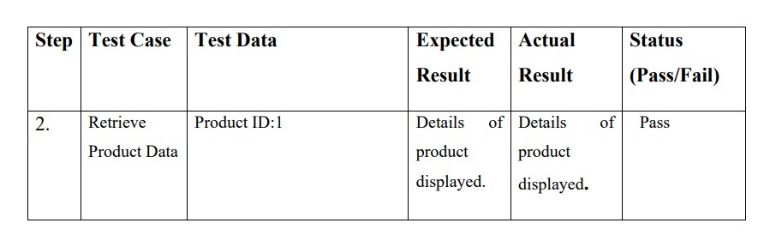 Step Test Case Test Data Expected Result Actual Result Status (Pass/Fail)
2. Retrieve Product Data Product ID:1 Details of product displayed. Details of product displayed. Pass